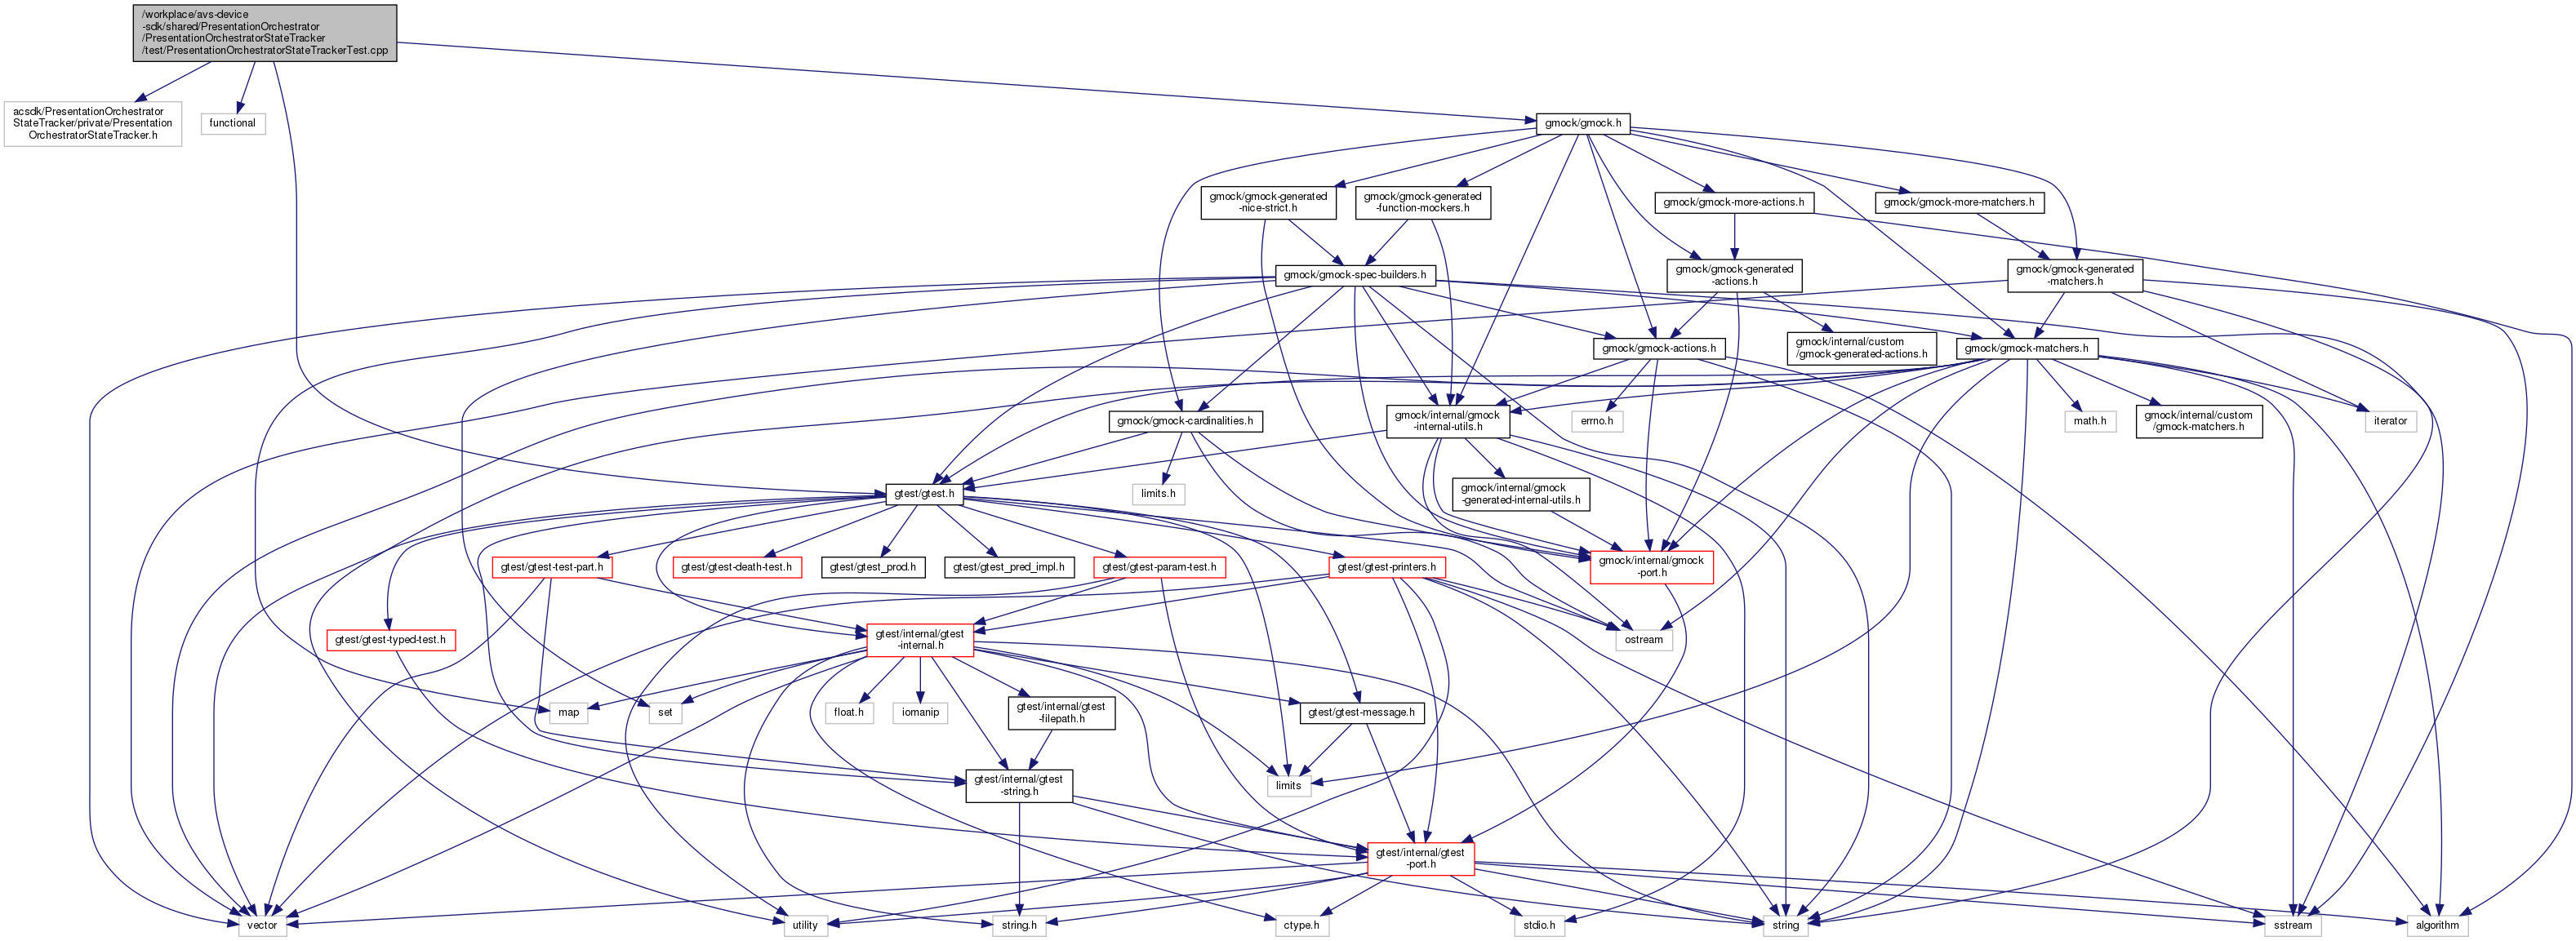 /workplace/avs-device
-sdk/shared/PresentationOrchestrator
/PresentationOrchestratorStateTracker
/test/PresentationOrchestratorStateTrackerTest.cpp
acsdk/PresentationOrchestrator
StateTracker/private/Presentation
OrchestratorStateTracker.h
functional
gmock/gmock.h
gmock/gmock-generated
-nice-strict.h
gmock/gmock-generated
-function-mockers.h
gmock/gmock-more-actions.h
gmock/gmock-more-matchers.h
gmock/gmock-spec-builders.h
gmock/gmock-generated
-actions.h
gmock/gmock-generated
-matchers.h
gmock/gmock-actions.h
gmock/internal/custom
/gmock-generated-actions.h
gmock/gmock-matchers.h
gmock/gmock-cardinalities.h
gmock/internal/gmock
-internal-utils.h
errno.h
math.h
gmock/internal/custom
/gmock-matchers.h
iterator
gtest/gtest.h
limits.h
gmock/internal/gmock
-generated-internal-utils.h
gtest/gtest-test-part.h
gtest/gtest-death-test.h
gtest/gtest_prod.h
gtest/gtest_pred_impl.h
gtest/gtest-param-test.h
gtest/gtest-printers.h
gmock/internal/gmock
-port.h
gtest/gtest-typed-test.h
gtest/internal/gtest
-internal.h
ostream
map
set
float.h
iomanip
gtest/internal/gtest
-filepath.h
gtest/gtest-message.h
gtest/internal/gtest
-string.h
limits
gtest/internal/gtest
-port.h
vector
utility
string.h
ctype.h
stdio.h
string
sstream
algorithm